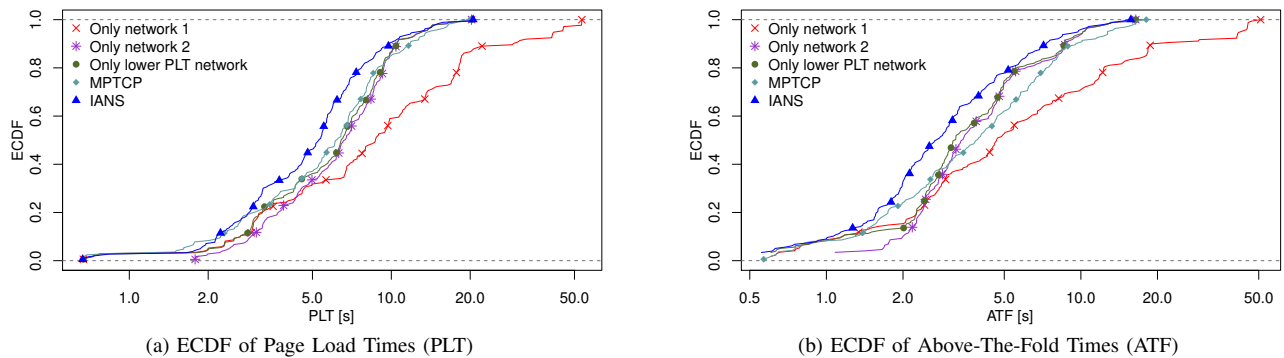 ECDF
0.0
0.2
0.4
0.6
0.8
1.0
Only network 1
Only network 2
Only lower PLT network
MPTCP
IANS
1.0 2.0 5.0 10.0 20.0 50.0
PLT [s]
(a) ECDF of Page Load Times (PLT)
ECDF
0.0
0.2
0.4
0.6
0.8
1.0
Only network 1
Only network 2
Only lower PLT network
MPTCP
IANS
0.5 1.0 2.0 5.0 10.0 20.0 50.0
ATF [s]
(b) ECDF of Above-The-Fold Times (ATF)